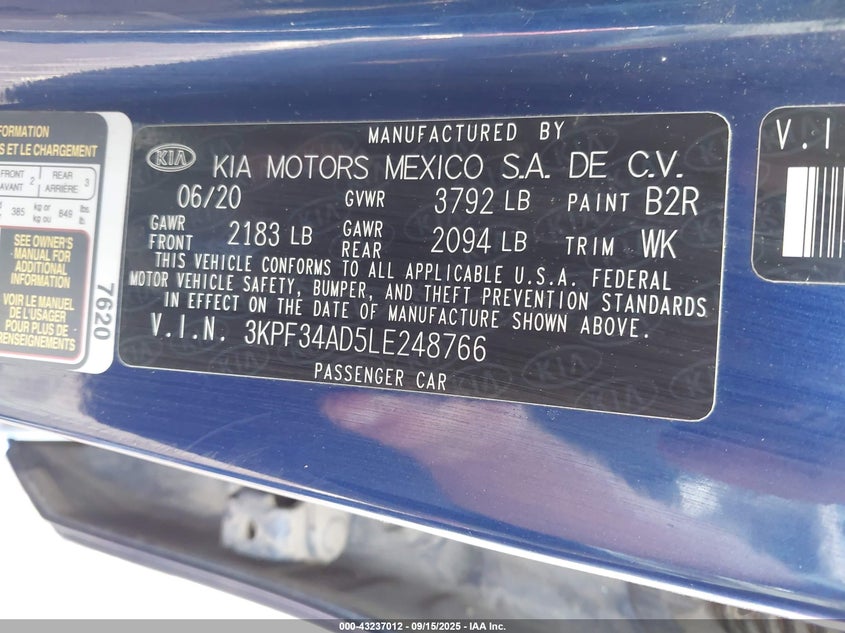 FORMATION
S ET LE CHARGEMENT
FRONT 2 REAR 3
AVANT ARRIÈRE
385 kg or 849 lbs.
kg ou lb.
SEE OWNER'S
MANUAL FOR
ADDITIONAL
INFORMATION
VOIR LE MANUEL
DE L'USAGER
POUR PLUS DE
RENSEIGNEMENTS
7620
MANUFACTURED BY
KIA KIA MOTORS MEXICO S.A. DE C.V.
06/20 GVWR 3792 LB PAINT B2R
GAWR FRONT 2183 LB GAWR REAR 2094 LB TRIM WK
THIS VEHICLE CONFORMS TO ALL APPLICABLE U.S.A. FEDERAL
MOTOR VEHICLE SAFETY, BUMPER, AND THEFT PREVENTION STANDARDS
IN EFFECT ON THE DATE OF MANUFACTURE SHOWN ABOVE.
V.I.N. 3KPF34AD5LE248766
PASSENGER CAR
V.I
000-43237012 - 09/15/2025 - IAA Inc.